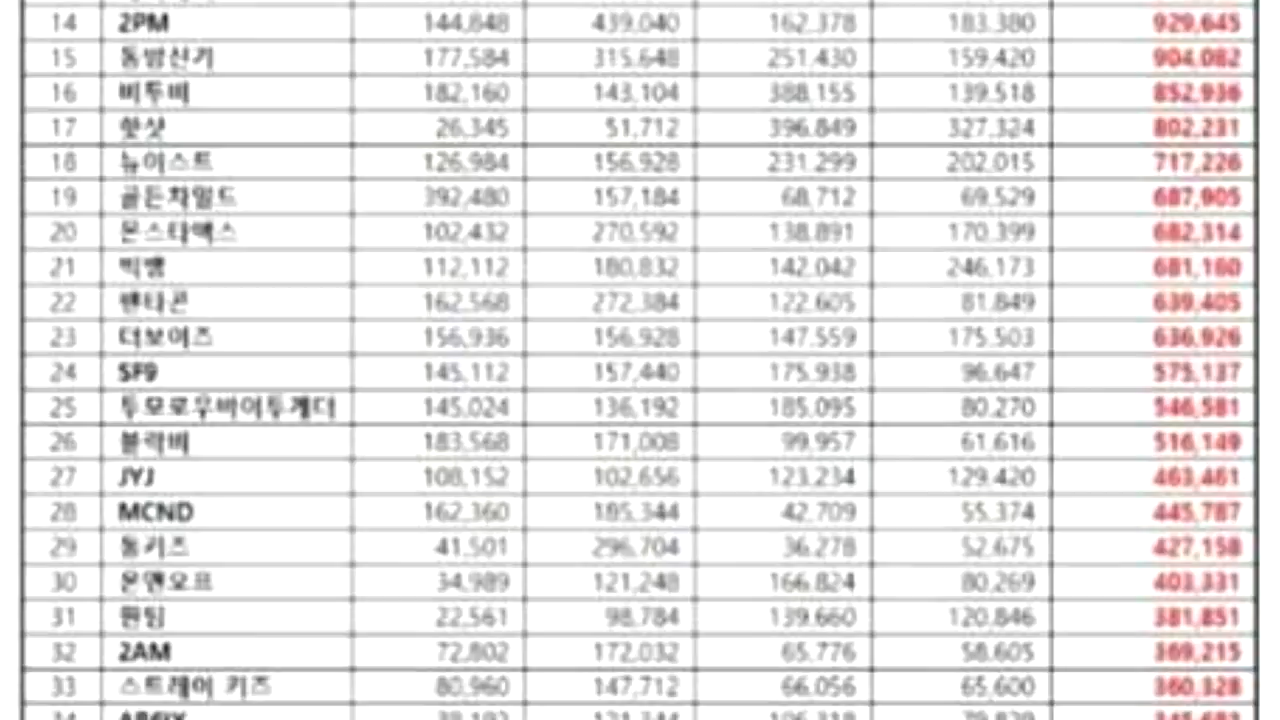 14 2PM 144,848 439,040 162,378 183,380 929,645
15 동방신기 177,584 315,648 251,430 159,420 904,082
16 비투비 182,160 143,104 388,155 139,518 852,936
17 핫샷 26,345 51,712 396,849 327,324 802,231
18 뉴이스트 126,984 156,928 231,299 202,015 717,226
19 골든차일드 392,480 157,184 68,712 69,529 687,905
20 몬스타엑스 102,432 270,592 138,891 170,399 682,314
21 빅뱅 112,112 180,832 142,042 246,173 681,160
22 펜타곤 162,568 272,384 122,605 81,849 639,405
23 더보이즈 156,936 156,928 147,559 175,503 636,926
24 SF9 145,112 157,440 175,938 96,647 575,137
25 투모로우바이투게더 145,024 136,192 185,095 80,270 546,581
26 블락비 183,568 171,008 99,957 61,616 516,149
27 JYJ 108,152 102,656 123,234 129,420 463,461
28 MCND 162,360 185,344 42,709 55,374 445,787
29 동키즈 41,501 296,704 36,278 52,675 427,158
30 온앤오프 34,989 121,248 166,824 80,269 403,331
31 원팀 22,561 98,784 139,660 120,846 381,851
32 2AM 72,802 172,032 65,776 58,605 369,215
33 스트레이 키즈 80,960 147,712 66,056 65,600 360,328